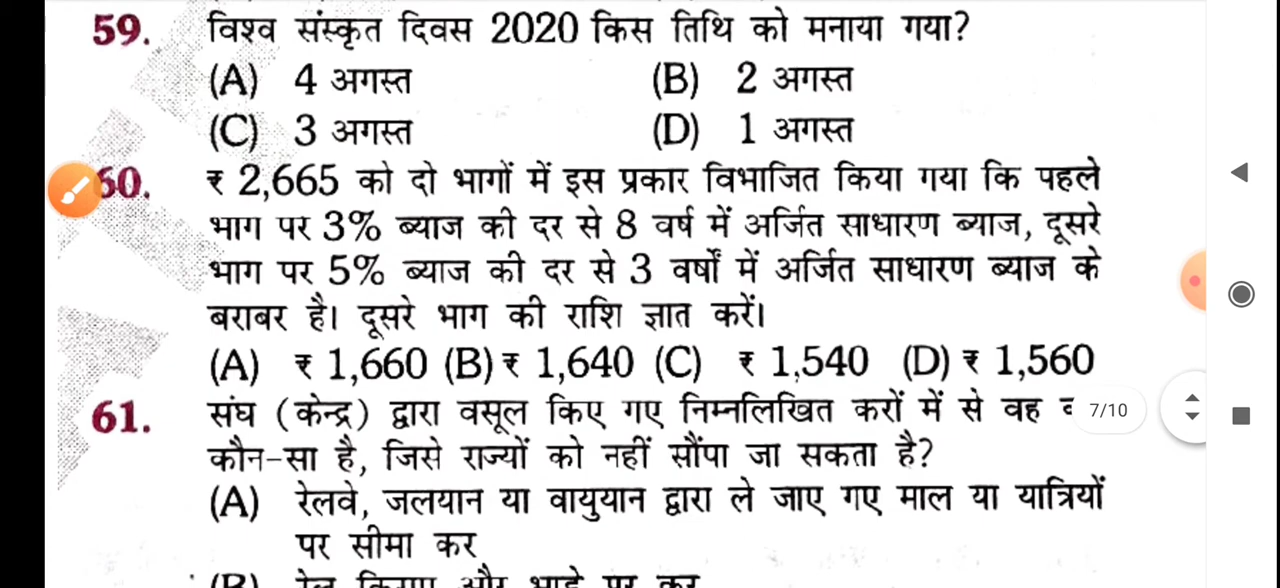 59. विश्व संस्कृत दिवस 2020 किस तिथि को मनाया गया?
(A) 4 अगस्त (B) 2 अगस्त
(C) 3 अगस्त (D) 1 अगस्त
60. ₹ 2,665 को दो भागों में इस प्रकार विभाजित किया गया कि पहले
भाग पर 3% ब्याज की दर से 8 वर्ष में अर्जित साधारण ब्याज, दूसरे
भाग पर 5% ब्याज की दर से 3 वर्षों में अर्जित साधारण ब्याज के
बराबर है। दूसरे भाग की राशि ज्ञात करें।
(A) ₹ 1,660 (B) ₹ 1,640 (C) ₹ 1,540 (D) ₹ 1,560
61. संघ (केन्द्र) द्वारा वसूल किए गए निम्नलिखित करों में से वह
7/10
कौन-सा है, जिसे राज्यों को नहीं सौंपा जा सकता है?
(A) रेलवे, जलयान या वायुयान द्वारा ले जाए गए माल या यात्रियों
पर सीमा कर
(B) रेल किराए और भाड़े पर कर